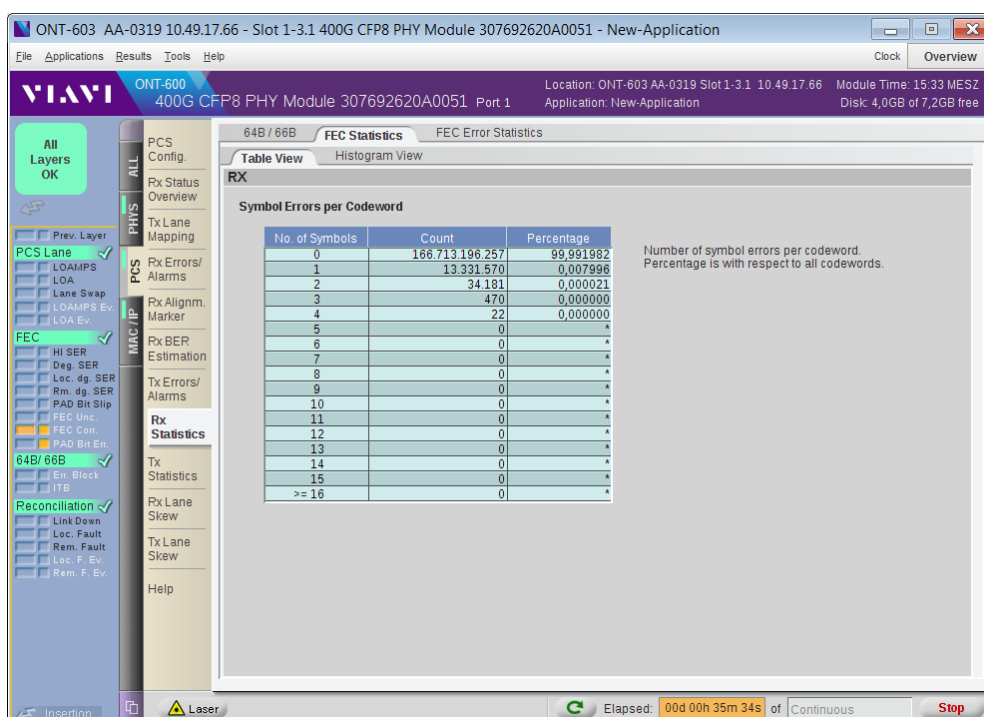 ONT-603 AA-0319 10.49.17.66 - Slot 1-3.1 400G CFP8 PHY Module 307692620A0051 - New-Application
File Applications Results Tools Help
Clock Overview
VIAVI
ONT-600
400G CFP8 PHY Module 307692620A0051 Port 1
Location: ONT-603 AA-0319 Slot 1-3.1 10.49.17.66
Application: New-Application
Module Time: 15:33 MESZ
Disk: 4,0GB of 7,2GB free
All
Layers
OK
Prev. Layer
PCS Lane
LOAMPS
LOA
Lane Swap
LOAMPS Ev.
LOA Ev.
FEC
HI SER
Deg. SER
Loc. dg. SER
Rm. dg. SER
PAD Bit Slip
FEC Unc.
FEC Corr.
PAD Bit Err.
64B/ 66B
Err. Block
ITB
Reconciliation
Link Down
Loc. Fault
Rem. Fault
Loc. F. Ev.
Rem. F. Ev.
Insertion
ALL
PHYS
PCS
MAC / IP
PCS
Config.
Rx Status
Overview
Tx Lane
Mapping
Rx Errors/
Alarms
Rx Alignm.
Marker
Rx BER
Estimation
Tx Errors/
Alarms
Rx
Statistics
Tx
Statistics
Rx Lane
Skew
Tx Lane
Skew
Help
64B / 66B FEC Statistics FEC Error Statistics
Table View Histogram View
RX
Symbol Errors per Codeword
No. of Symbols Count Percentage
0 166.713.196.257 99,991982
1 13.331.570 0,007996
2 34.181 0,000021
3 470 0,000000
4 22 0,000000
5 0 *
6 0 *
7 0 *
8 0 *
9 0 *
10 0 *
11 0 *
12 0 *
13 0 *
14 0 *
15 0 *
>= 16 0 *
Number of symbol errors per codeword.
Percentage is with respect to all codewords.
Laser
Elapsed: 00d 00h 35m 34s of Continuous
Stop